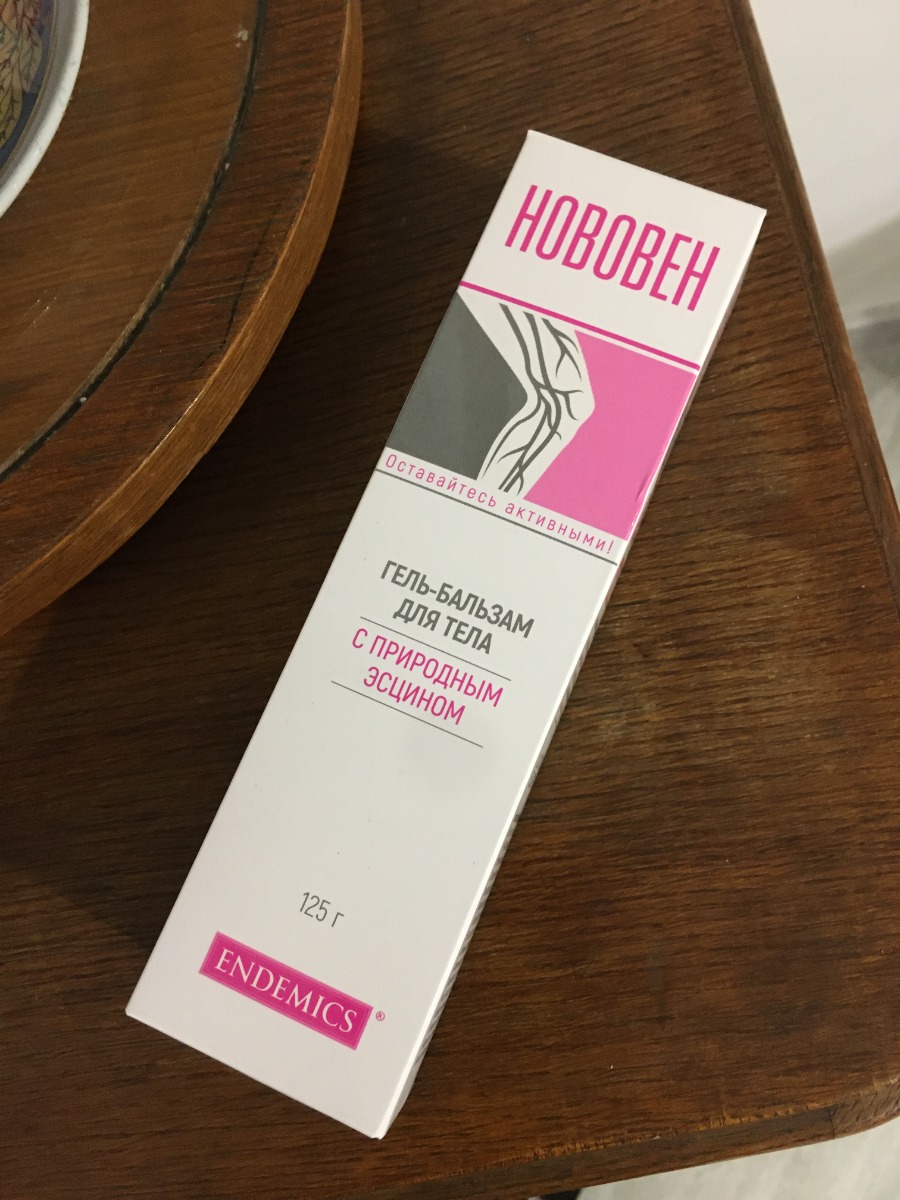 НОВОВЕН
Оставайтесь активными!
ГЕЛЬ-БАЛЬЗАМ
ДЛЯ ТЕЛА
С ПРИРОДНЫМ
ЭСЦИНОМ
125 г
ENDEMICS®